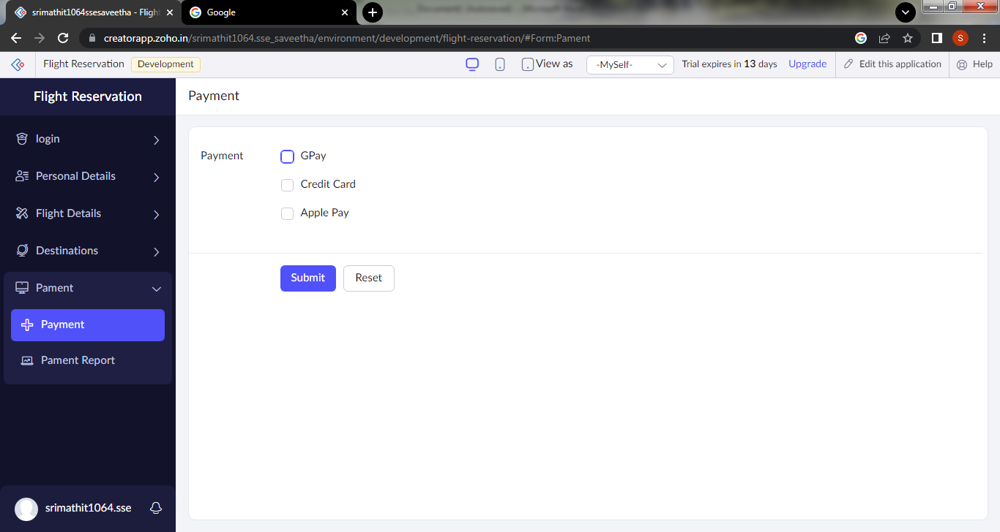 srimathit1064ssesaveetha - Flight
Google
creatorapp.zoho.in/srimathit1064.sse_saveetha/environment/development/flight-reservation/#Form:Pament
S
Flight Reservation
Development
View as
-MySelf-
Trial expires in 13 days
Upgrade
Edit this application
Help
Flight Reservation
Payment
login
Personal Details
Flight Details
Destinations
Pament
Payment
Pament Report
Payment
GPay
Credit Card
Apple Pay
Submit
Reset
srimathit1064.sse